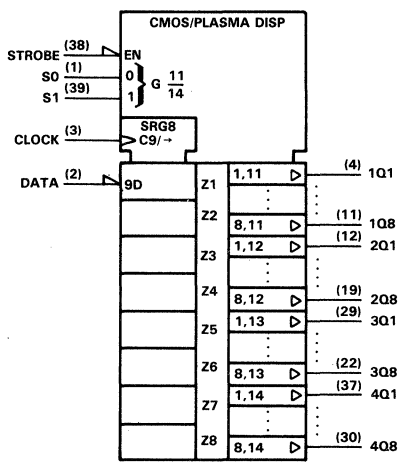 CMOS/PLASMA DISP
STROBE (38) EN
S0 (1) 0
S1 (39) 1
G 11/14
SRG8
CLOCK (3) C9/→
DATA (2) 9D
Z1 1,11 (4) 1Q1
Z2 8,11 (11) 1Q8
1,12 (12) 2Q1
Z3
Z4 8,12 (19) 2Q8
1,13 (29) 3Q1
Z5
Z6 8,13 (22) 3Q8
1,14 (37) 4Q1
Z7
Z8 8,14 (30) 4Q8